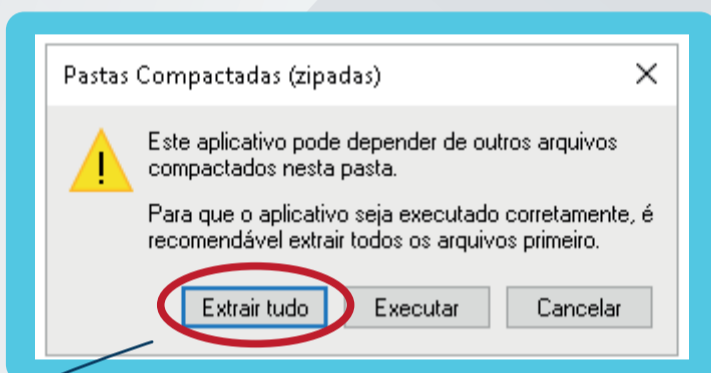 Pastas Compactadas (zipadas)
Este aplicativo pode depender de outros arquivos
compactados nesta pasta.
Para que o aplicativo seja executado corretamente, é
recomendável extrair todos os arquivos primeiro.
Extrair tudo
Executar
Cancelar